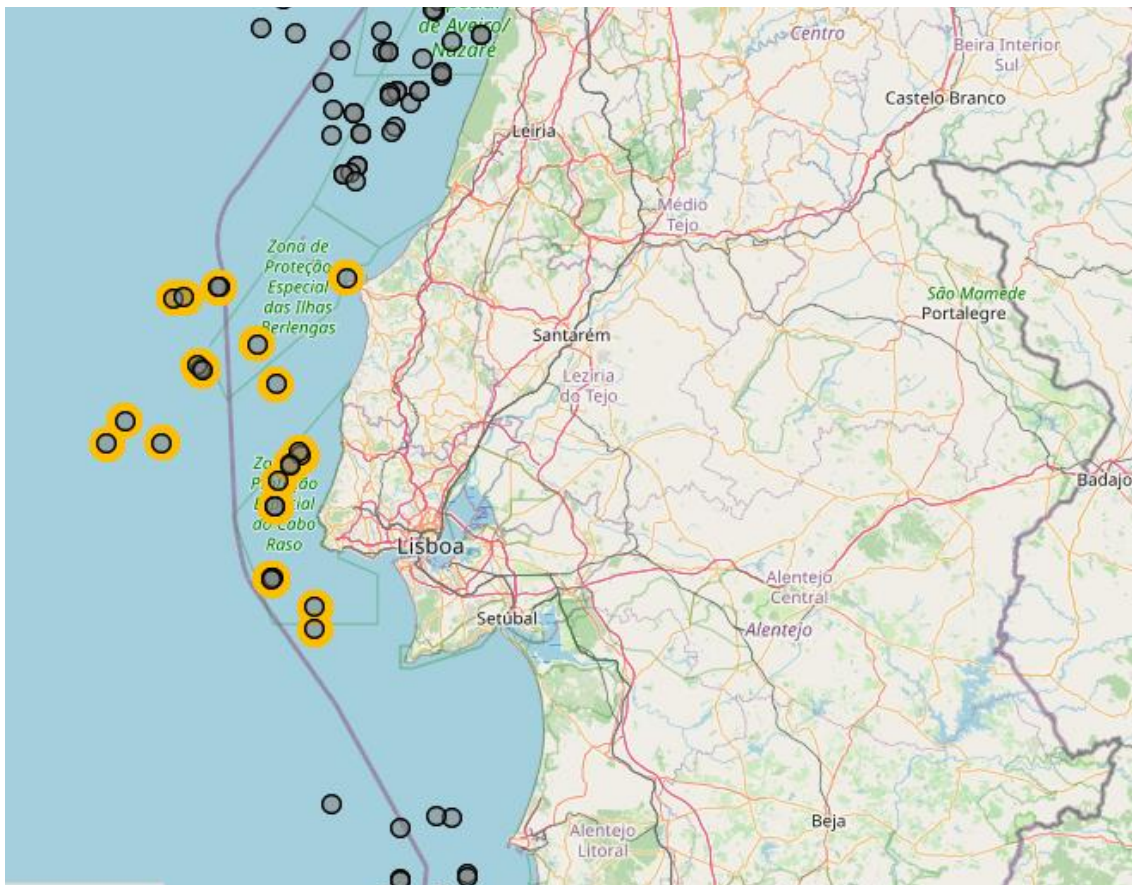 de Aveiro/
Nazaré
Centro
Beira Interior
Sul
Castelo Branco
Leiria
Médio
Tejo
Zona de
Proteção
Especial
das Ilhas
Berlengas
São Mamede
Portalegre
Santarém
Lezíria
do Tejo
Badajo
Raso
Lisboa
Alentejo
Central
Setúbal
Alentejo
Beja
Alentejo
Litoral